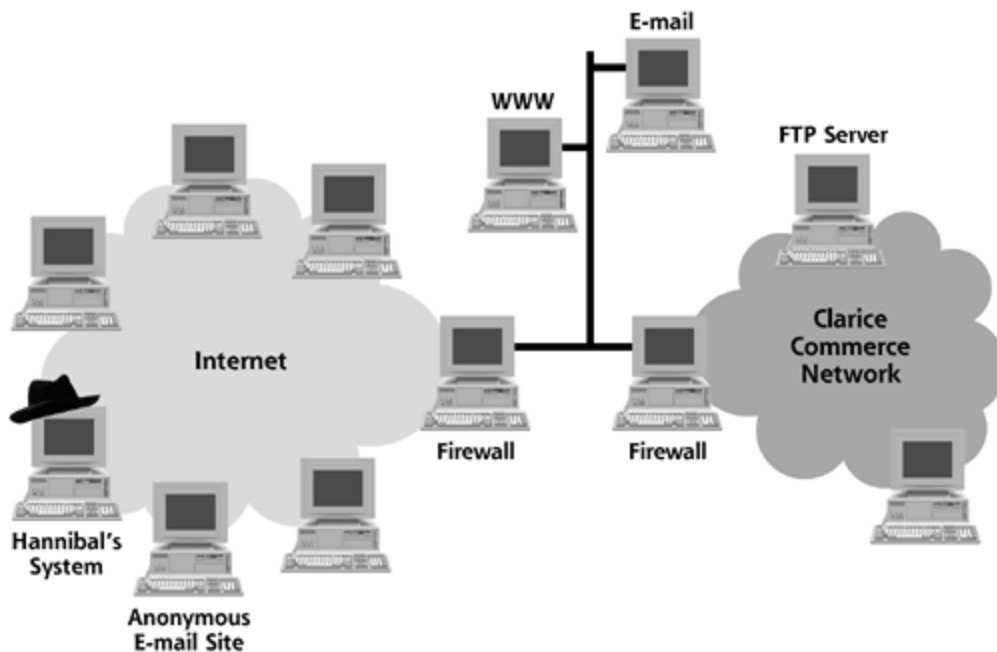 E-mail
WWW
FTP Server
Internet
Clarice
Commerce
Network
Firewall
Firewall
Hannibal's
System
Anonymous
E-mail Site